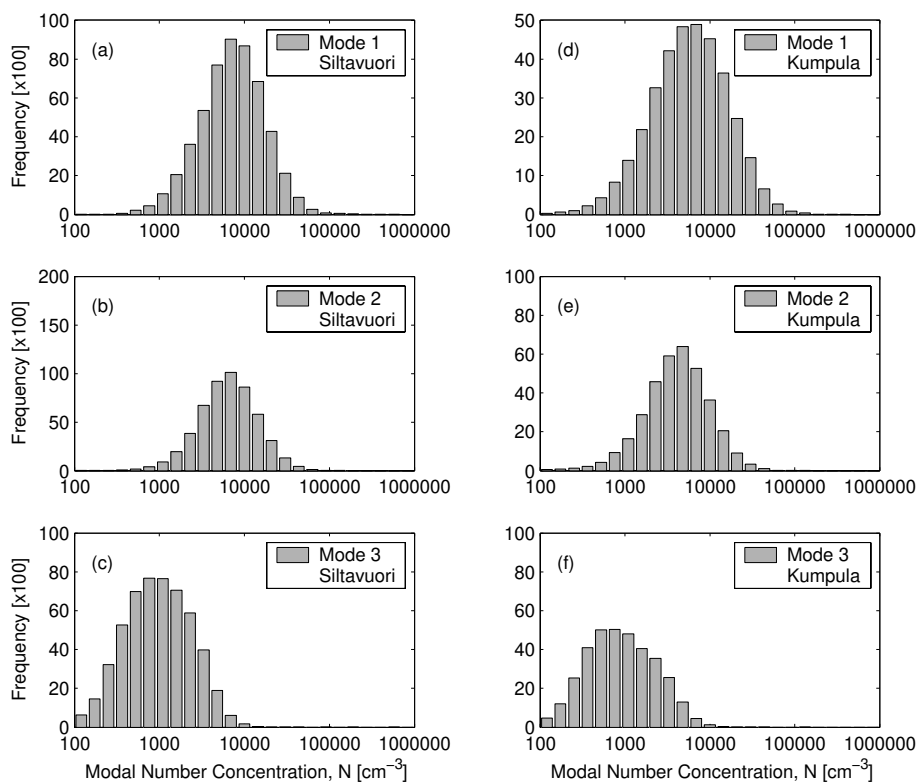 100
80
60
40
20
0
Frequency [x100]
(a)
Mode 1
Siltavuori
100 1000 10000 100000 1000000
50
40
30
20
10
0
(d)
Mode 1
Kumpula
100 1000 10000 100000 1000000
200
150
100
50
0
Frequency [x100]
(b)
Mode 2
Siltavuori
100 1000 10000 100000 1000000
100
80
60
40
20
0
(e)
Mode 2
Kumpula
100 1000 10000 100000 1000000
100
80
60
40
20
0
Frequency [x100]
(c)
Mode 3
Siltavuori
100 1000 10000 100000 1000000
Modal Number Concentration, N [cm⁻³]
100
80
60
40
20
0
(f)
Mode 3
Kumpula
100 1000 10000 100000 1000000
Modal Number Concentration, N [cm⁻³]